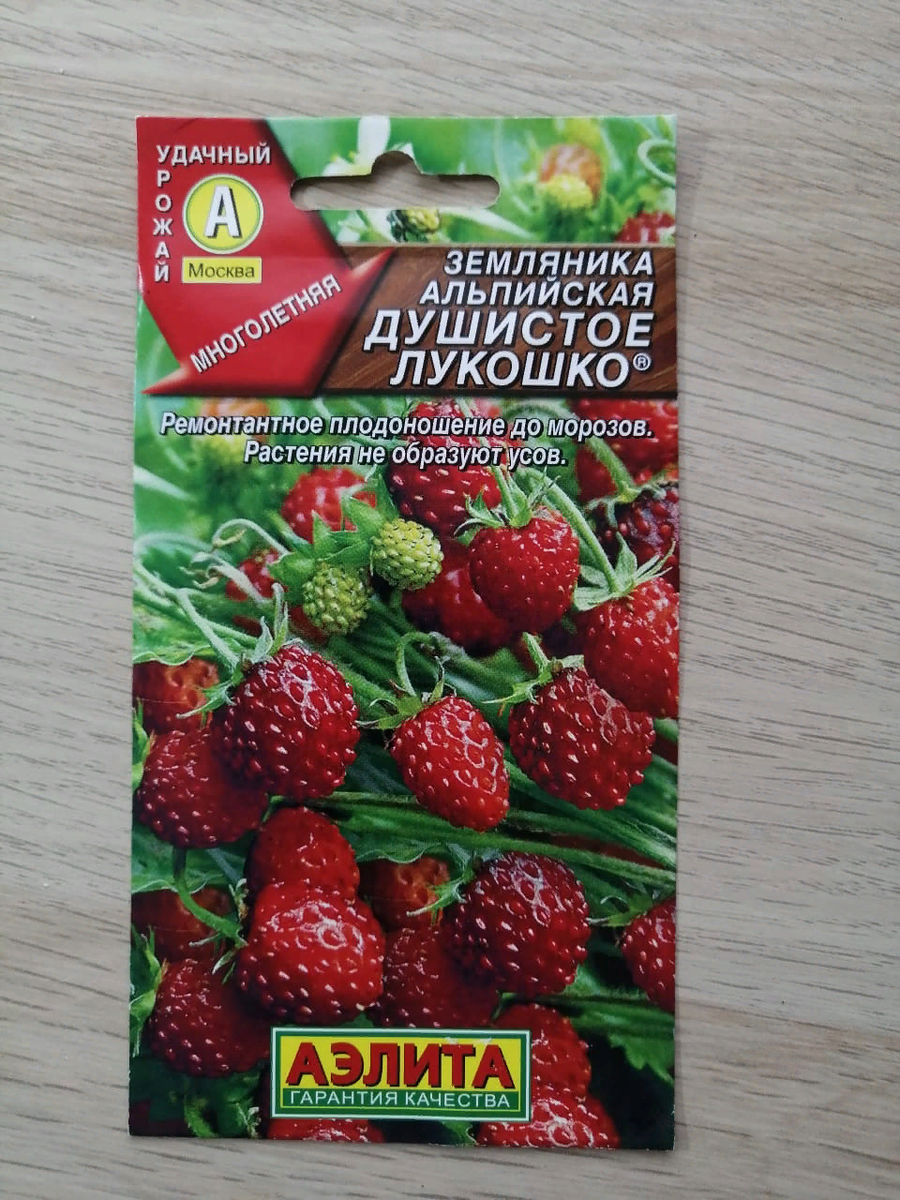 УДАЧНЫЙ
УРОЖАЙ
А
Москва
МНОГОЛЕТНЯЯ
ЗЕМЛЯНИКА
АЛЬПИЙСКАЯ
ДУШИСТОЕ
ЛУКОШКО®
Ремонтантное плодоношение до морозов.
Растения не образуют усов.
АЭЛИТА
ГАРАНТИЯ КАЧЕСТВА